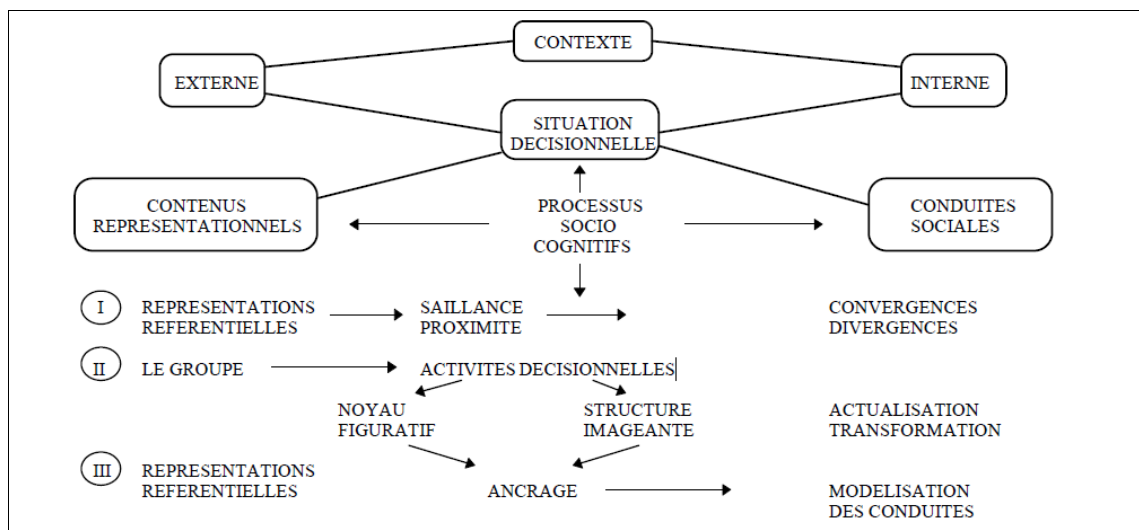 CONTEXTE
EXTERNE
INTERNE
SITUATION
DECISIONNELLE
CONTENUS
REPRESENTATIONNELS
PROCESSUS
SOCIO
COGNITIFS
CONDUITES
SOCIALES
I
REPRESENTATIONS
REFERENTIELLES
SAILLANCE
PROXIMITE
CONVERGENCES
DIVERGENCES
II
LE GROUPE
ACTIVITES DECISIONNELLES
NOYAU
FIGURATIF
STRUCTURE
IMAGEANTE
ACTUALISATION
TRANSFORMATION
III
REPRESENTATIONS
REFERENTIELLES
ANCRAGE
MODELISATION
DES CONDUITES